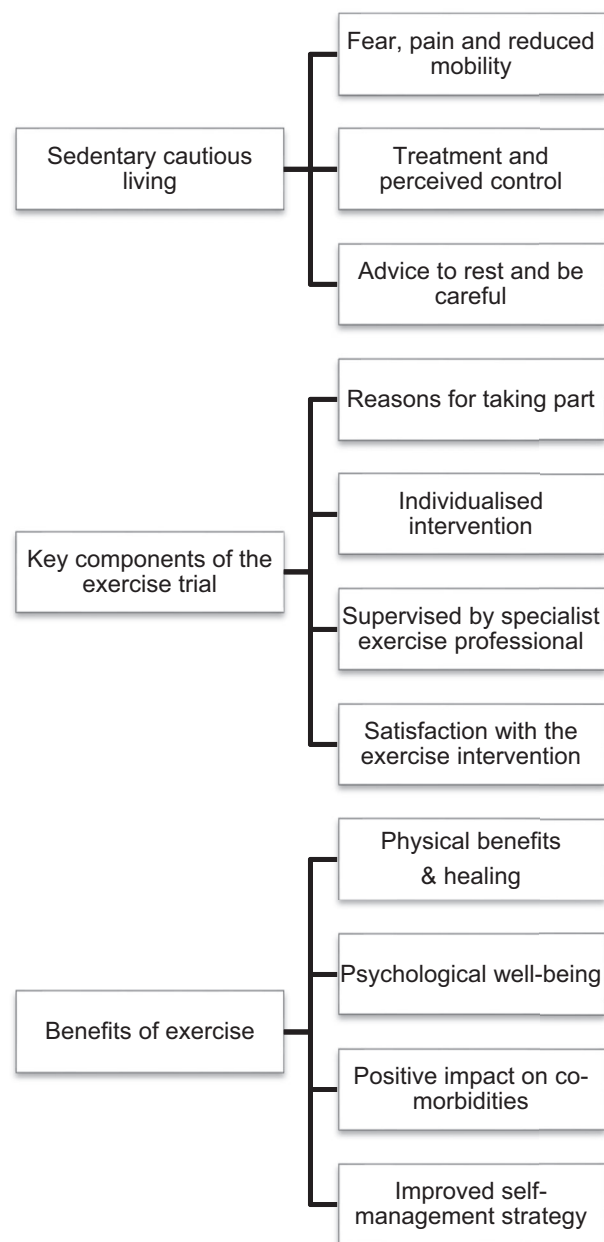 Fear, pain and reduced
mobility
Sedentary cautious
living
Treatment and
perceived control
Advice to rest and be
careful
Reasons for taking part
Individualised
intervention
Key components of the
exercise trial
Supervised by specialist
exercise professional
Satisfaction with the
exercise intervention
Physical benefits
& healing
Psychological well-being
Benefits of exercise
Positive impact on co-
morbidities
Improved self-
management strategy